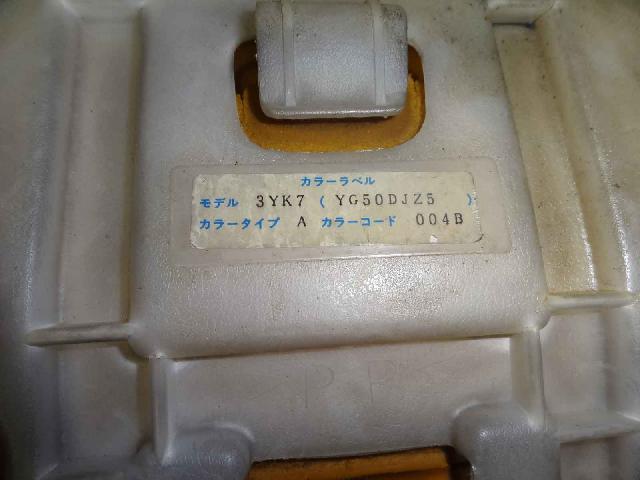 カラーラベル
モデル 3YK7 ( YG50DJZ5 )
カラータイプ A カラーコード 004B
>PP<